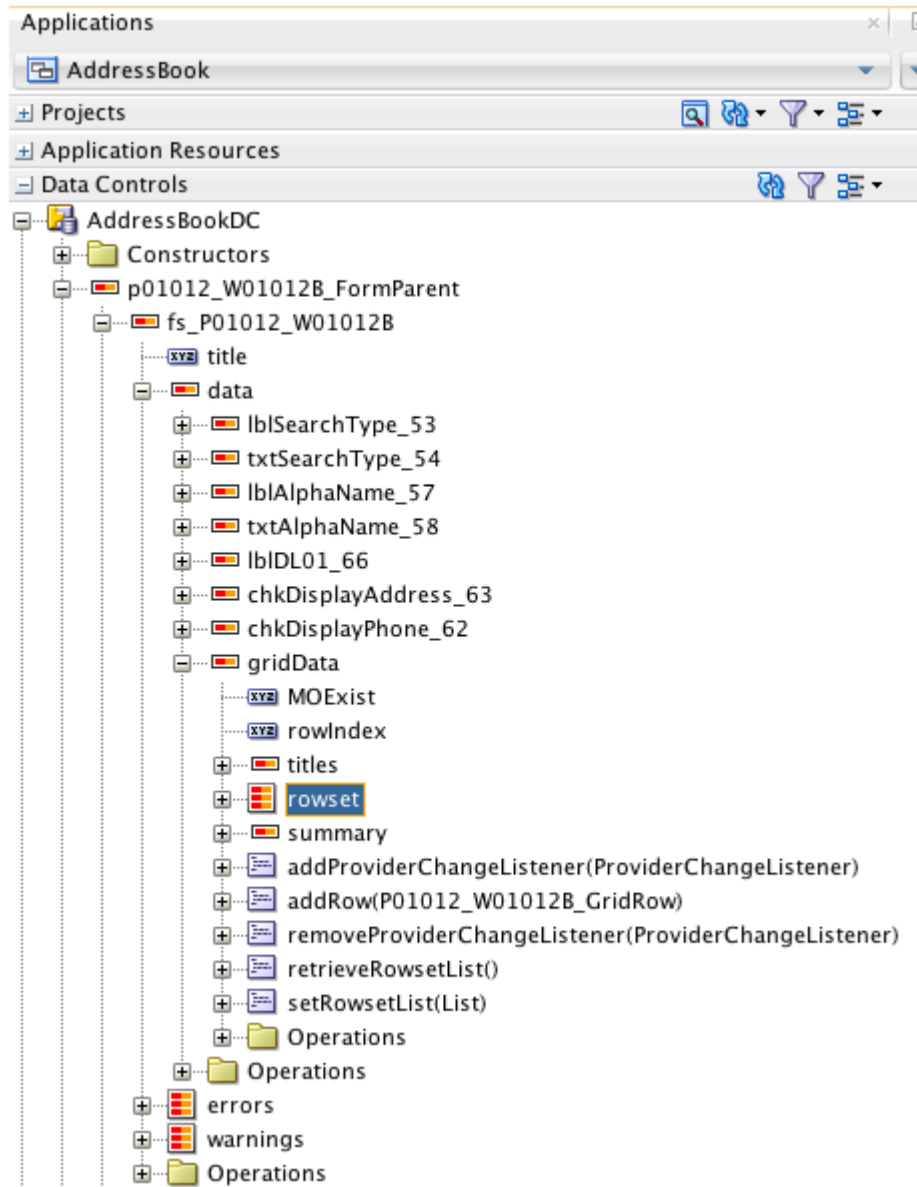 Applications
AddressBook
Projects
Application Resources
Data Controls
AddressBookDC
Constructors
p01012_W01012B_FormParent
fs_P01012_W01012B
title
data
lblSearchType_53
txtSearchType_54
lblAlphaName_57
txtAlphaName_58
lblDL01_66
chkDisplayAddress_63
chkDisplayPhone_62
gridData
MOExist
rowIndex
titles
rowset
summary
addProviderChangeListener(ProviderChangeListener)
addRow(P01012_W01012B_GridRow)
removeProviderChangeListener(ProviderChangeListener)
retrieveRowsetList()
setRowsetList(List)
Operations
Operations
errors
warnings
Operations